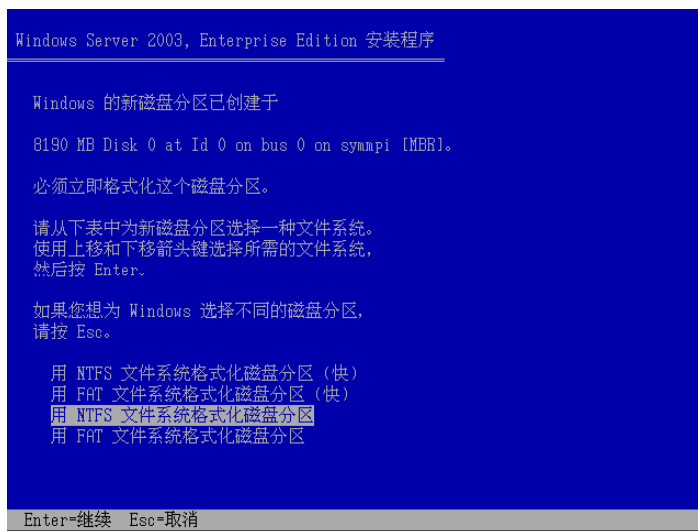 Windows Server 2003, Enterprise Edition 安装程序
Windows 的新磁盘分区已创建于
8190 MB Disk 0 at Id 0 on bus 0 on symmpi [MBR]。
必须立即格式化这个磁盘分区。
请从下表中为新磁盘分区选择一种文件系统。
使用上移和下移箭头键选择所需的文件系统,
然后按 Enter。
如果您想为 Windows 选择不同的磁盘分区,
请按 Esc。
用 NTFS 文件系统格式化磁盘分区(快)
用 FAT 文件系统格式化磁盘分区(快)
用 NTFS 文件系统格式化磁盘分区
用 FAT 文件系统格式化磁盘分区
Enter=继续 Esc=取消